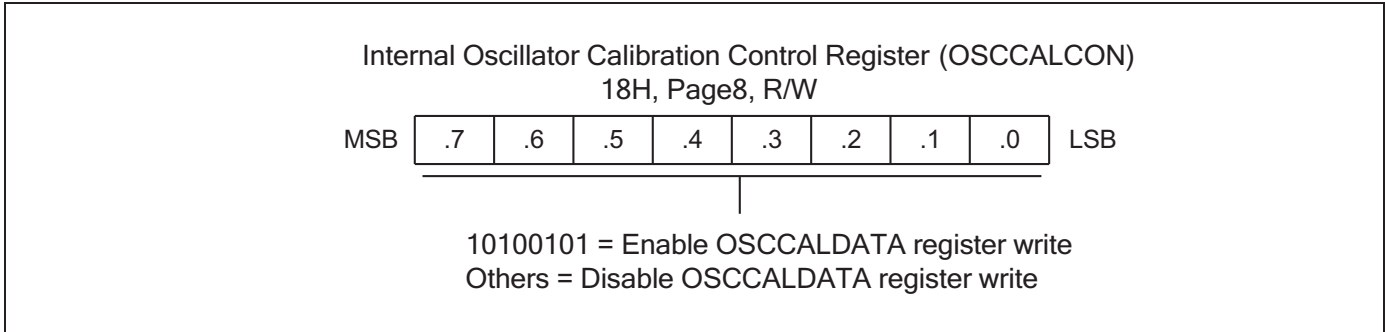 Internal Oscillator Calibration Control Register (OSCCALCON)
18H, Page8, R/W
MSB .7 .6 .5 .4 .3 .2 .1 .0 LSB
10100101 = Enable OSCCALDATA register write
Others = Disable OSCCALDATA register write